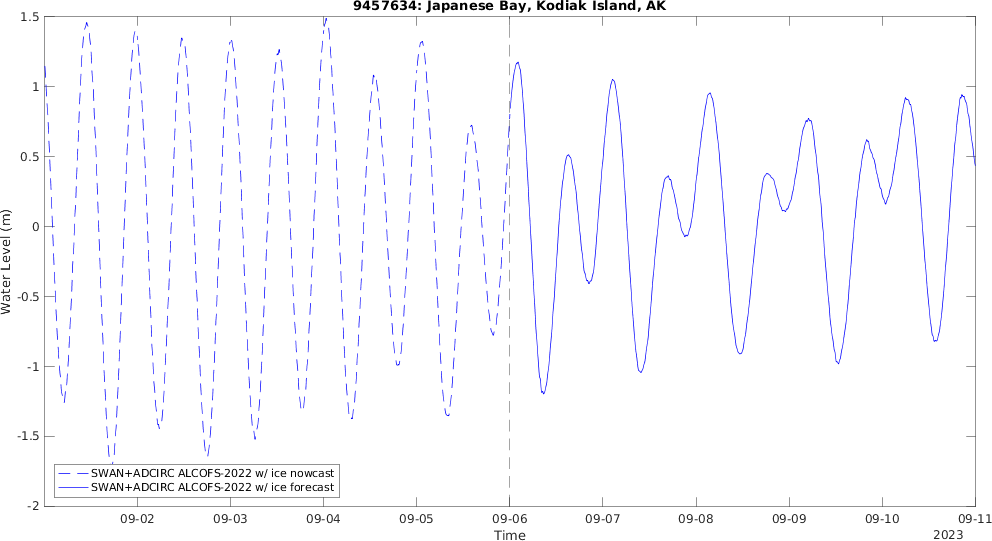 9457634: Japanese Bay, Kodiak Island, AK
1.5
1
0.5
0
-0.5
-1
-1.5
-2
Water Level (m)
SWAN+ADCIRC ALCOFS-2022 w/ ice nowcast
SWAN+ADCIRC ALCOFS-2022 w/ ice forecast
09-02 09-03 09-04 09-05 09-06 09-07 09-08 09-09 09-10 09-11
Time
2023